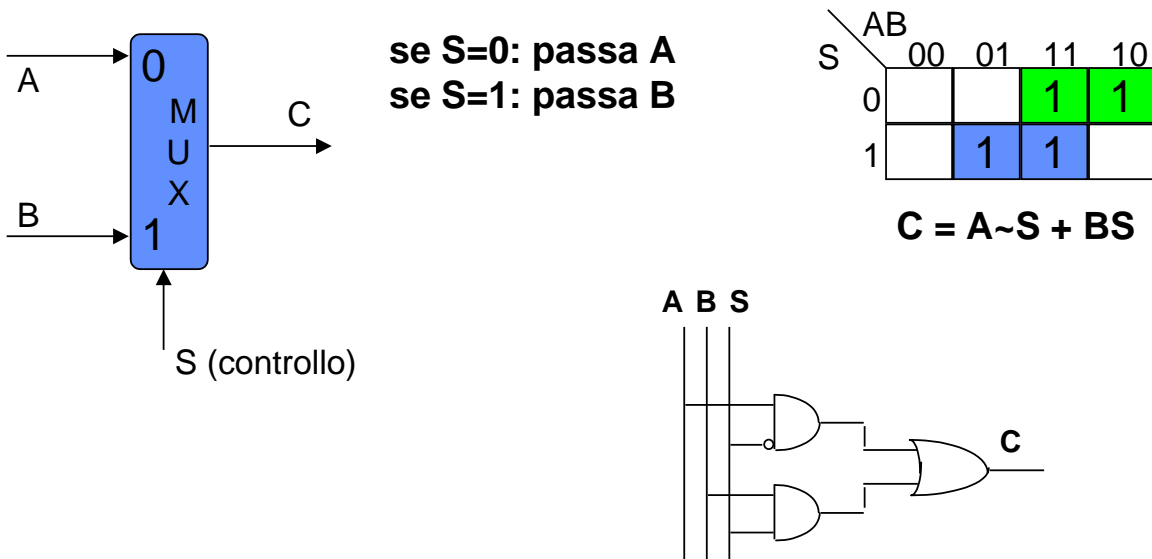 A
B
0
M
U
X
1
C
S (controllo)
se S=0: passa A
se S=1: passa B
AB
S
00 01 11 10
0 1 1
1 1 1
C = A~S + BS
A B S
C